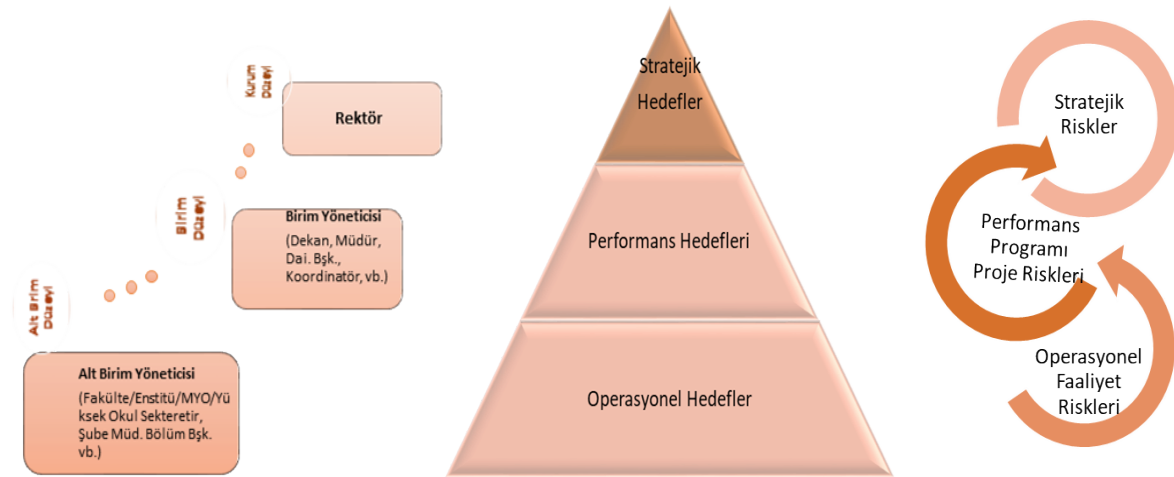 Kurum
Düzeyi
Rektör
Birim
Düzeyi
Birim Yöneticisi
(Dekan, Müdür,
Dai. Bşk.,
Koordinatör, vb.)
Alt Birim
Düzeyi
Alt Birim Yöneticisi
(Fakülte/Enstitü/MYO/Yü
ksek Okul Sekteretir,
Şube Müd. Bölüm Bşk.
vb.)
Stratejik
Hedefler
Performans Hedefleri
Operasyonel Hedefler
Stratejik
Riskler
Performans
Programı
Proje Riskleri
Operasyonel
Faaliyet
Riskleri